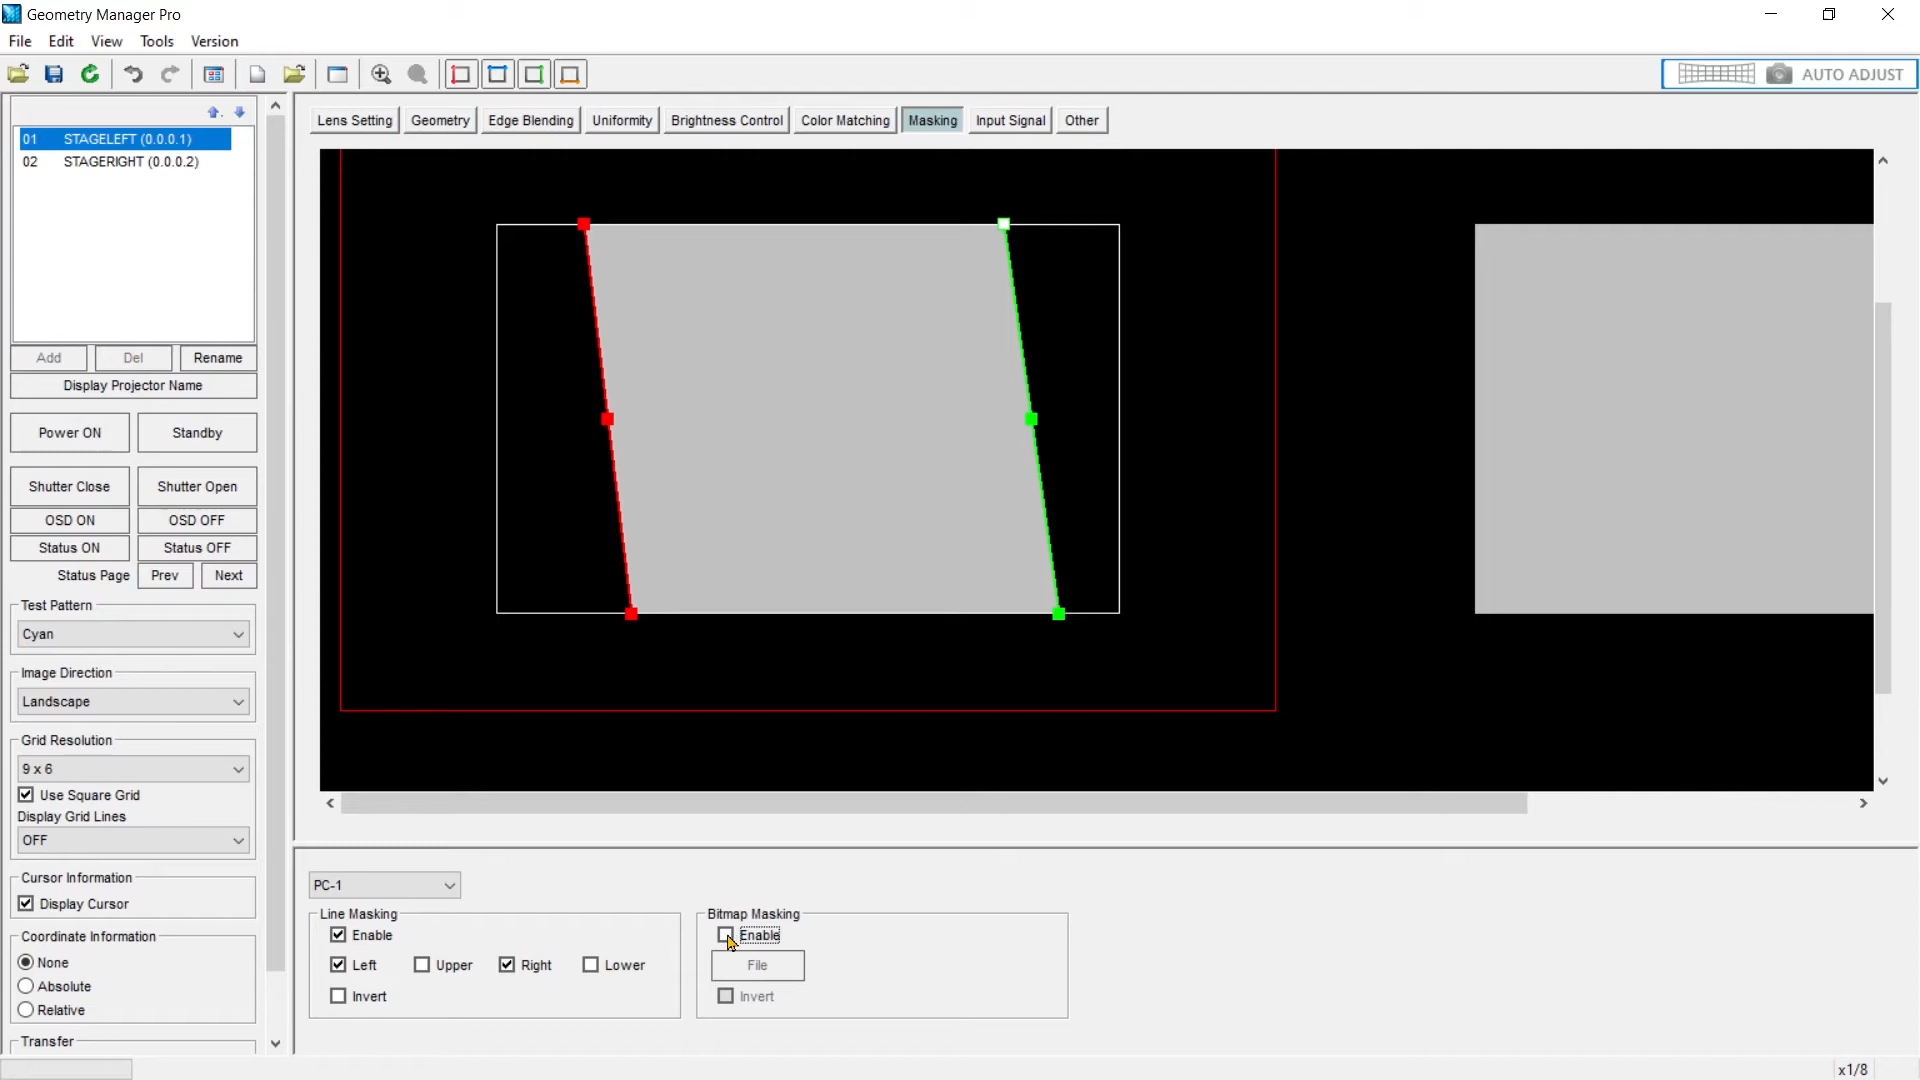 Geometry Manager Pro
File Edit View Tools Version
AUTO ADJUST
01 STAGELEFT (0.0.0.1)
02 STAGERIGHT (0.0.0.2)
Add Del Rename
Display Projector Name
Power ON Standby
Shutter Close Shutter Open
OSD ON OSD OFF
Status ON Status OFF
Status Page Prev Next
Test Pattern
Cyan
Image Direction
Landscape
Grid Resolution
9 x 6
Use Square Grid
Display Grid Lines
OFF
Cursor Information
Display Cursor
Coordinate Information
None
Absolute
Relative
Transfer
Lens Setting Geometry Edge Blending Uniformity Brightness Control Color Matching Masking Input Signal Other
PC-1
Line Masking
Enable
Left Upper Right Lower
Invert
Bitmap Masking
Enable
File
Invert
x1/8